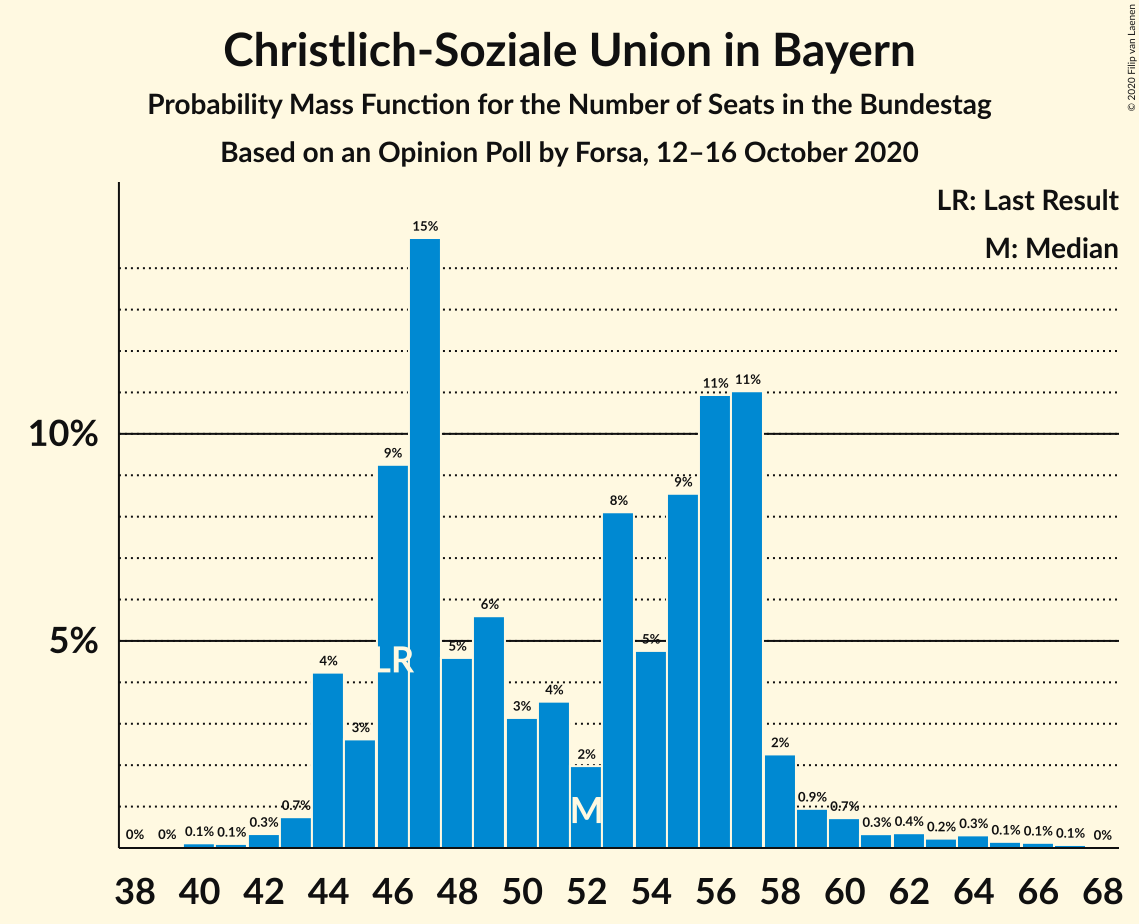 Christlich-Soziale Union in Bayern
Probability Mass Function for the Number of Seats in the Bundestag
Based on an Opinion Poll by Forsa, 12–16 October 2020
© 2020 Filip van Laenen
LR: Last Result
M: Median
10%
5%
0% 0% 0.1% 0.1% 0.3% 0.7% 4% 3% 9% 15% 5% 6% 3% 4% 2% 8% 5% 9% 11% 11% 2% 0.9% 0.7% 0.3% 0.4% 0.2% 0.3% 0.1% 0.1% 0.1% 0%
LR
M
38 40 42 44 46 48 50 52 54 56 58 60 62 64 66 68